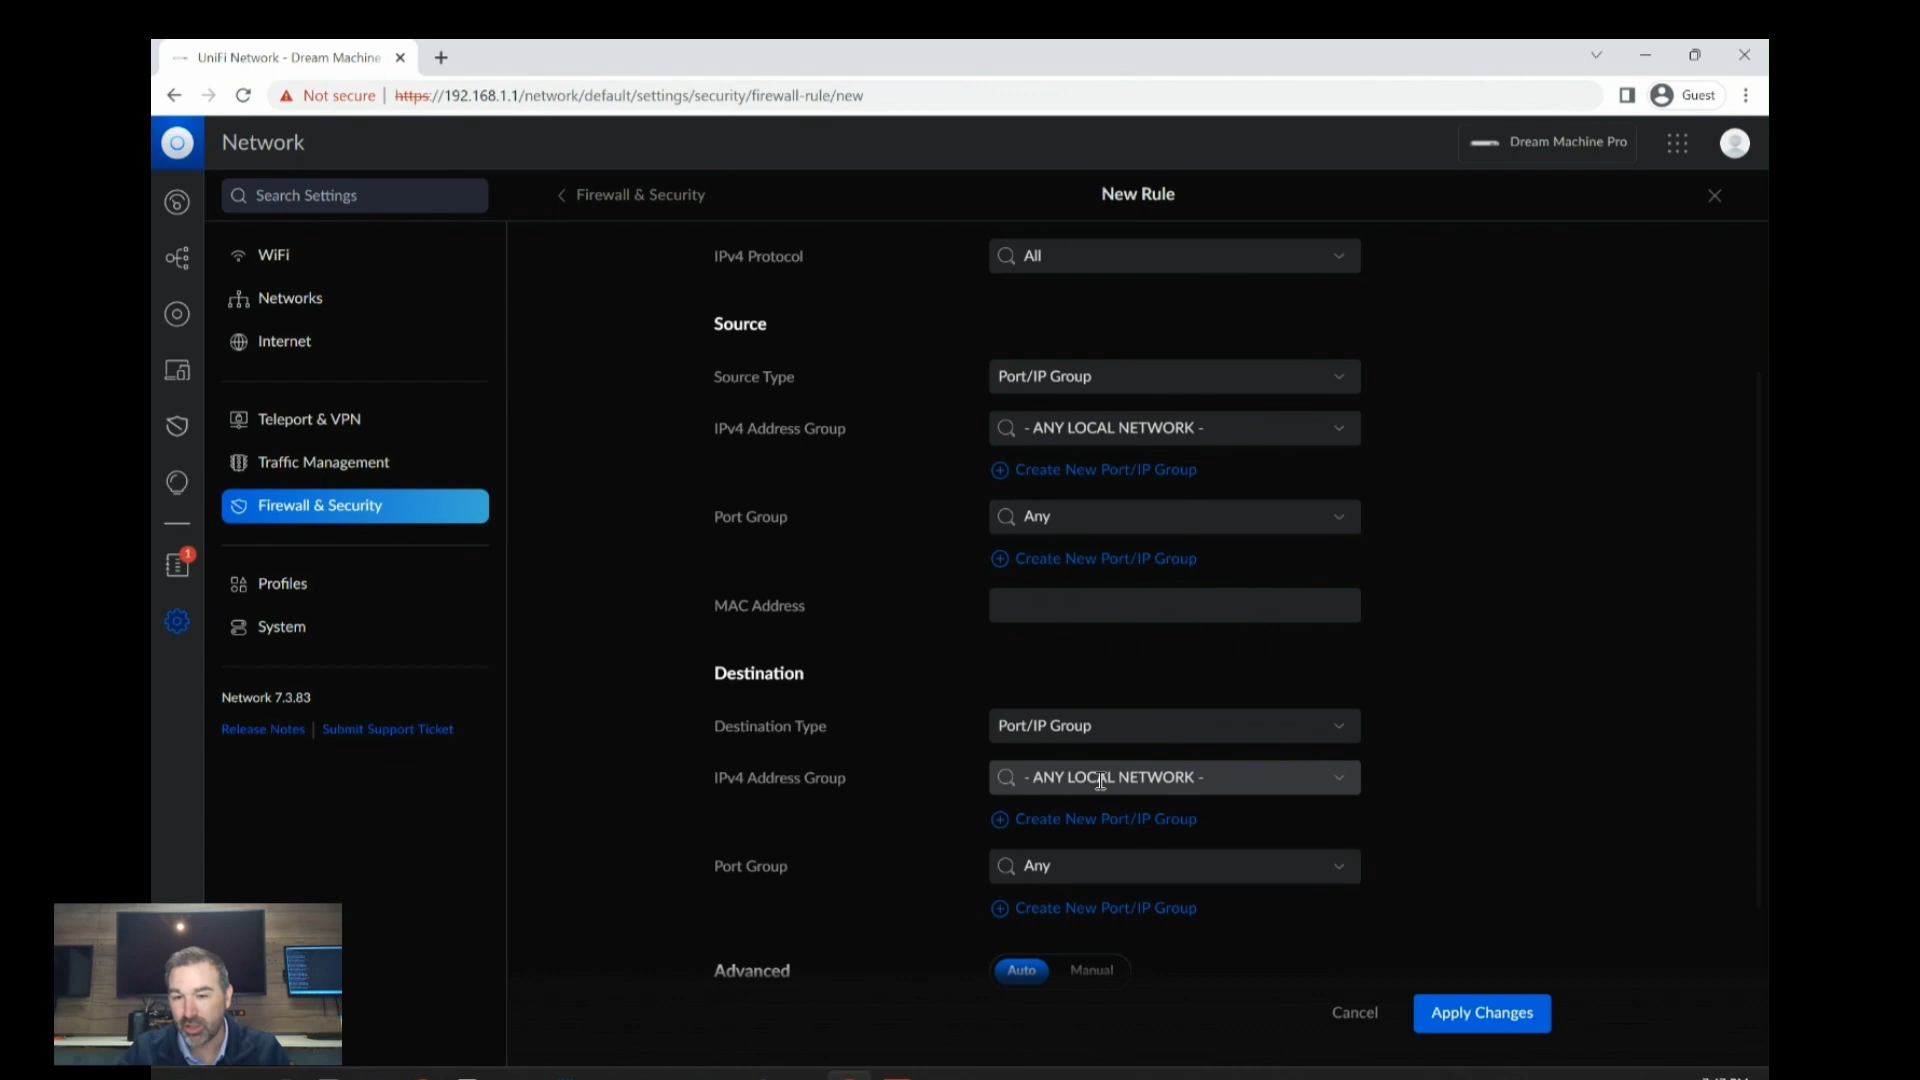 UniFi Network - Dream Machine
Not secure | https://192.168.1.1/network/default/settings/security/firewall-rule/new
Guest
Network
Dream Machine Pro
Search Settings
Firewall & Security
New Rule
WiFi
Networks
Internet
Teleport & VPN
Traffic Management
Firewall & Security
1
Profiles
System
Network 7.3.83
Release Notes | Submit Support Ticket
IPv4 Protocol
All
Source
Source Type
Port/IP Group
IPv4 Address Group
- ANY LOCAL NETWORK -
Create New Port/IP Group
Port Group
Any
Create New Port/IP Group
MAC Address
Destination
Destination Type
Port/IP Group
IPv4 Address Group
- ANY LOCAL NETWORK -
Create New Port/IP Group
Port Group
Any
Create New Port/IP Group
Advanced
Auto
Manual
Cancel
Apply Changes